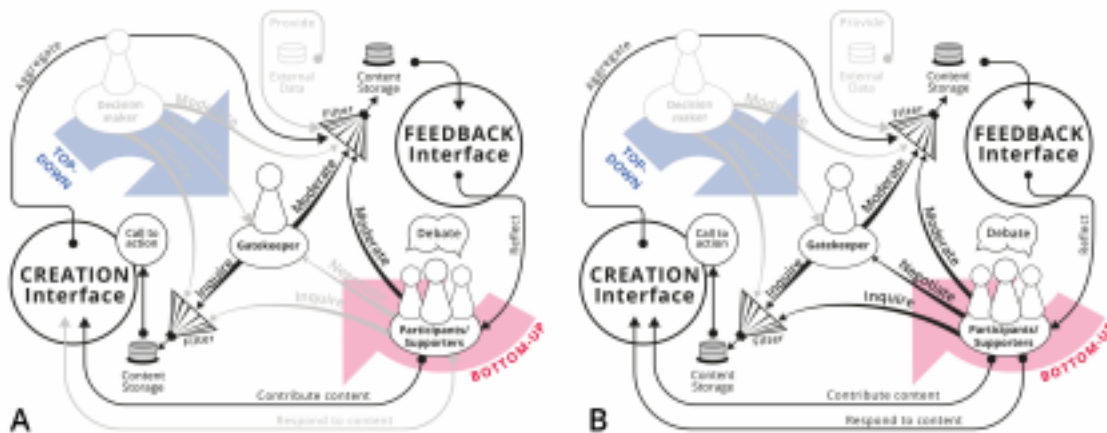 Aggregate
Provide
External
Data
Content
Storage
Decision
maker
Moderate
Filter
FEEDBACK
Interface
TOP-
DOWN
Moderate
Moderate
Gatekeeper
Debate
Reflect
Call to
action
CREATION
Interface
Inquire
Negotiate
Inquire
Participants/
Supporters
Filter
BOTTOM-UP
Content
Storage
Contribute content
Respond to content
A
Aggregate
Provide
External
Data
Content
Storage
Decision
maker
Filter
FEEDBACK
Interface
TOP-
DOWN
Moderate
Moderate
Gatekeeper
Debate
Reflect
Call to
action
CREATION
Interface
Inquire
Negotiate
Inquire
Participants/
Supporters
Filter
BOTTOM-UP
Content
Storage
Contribute content
Respond to content
B